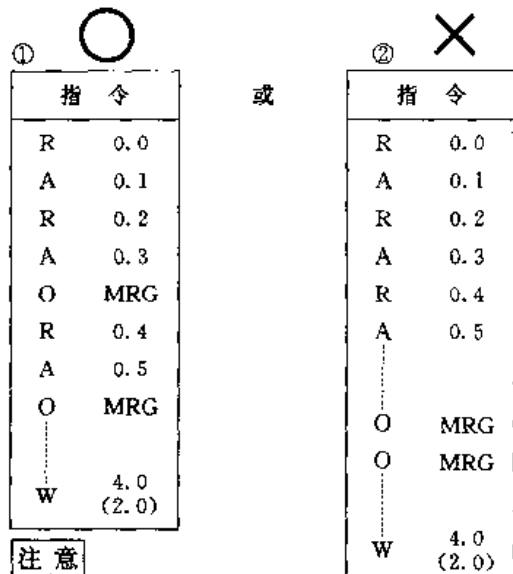 ①
指 令
R 0.0
A 0.1
R 0.2
A 0.3
O MRG
R 0.4
A 0.5
O MRG
W 4.0
(2.0)
注 意
或
②
指 令
R 0.0
A 0.1
R 0.2
A 0.3
R 0.4
A 0.5
O MRG
O MRG
W 4.0
(2.0)